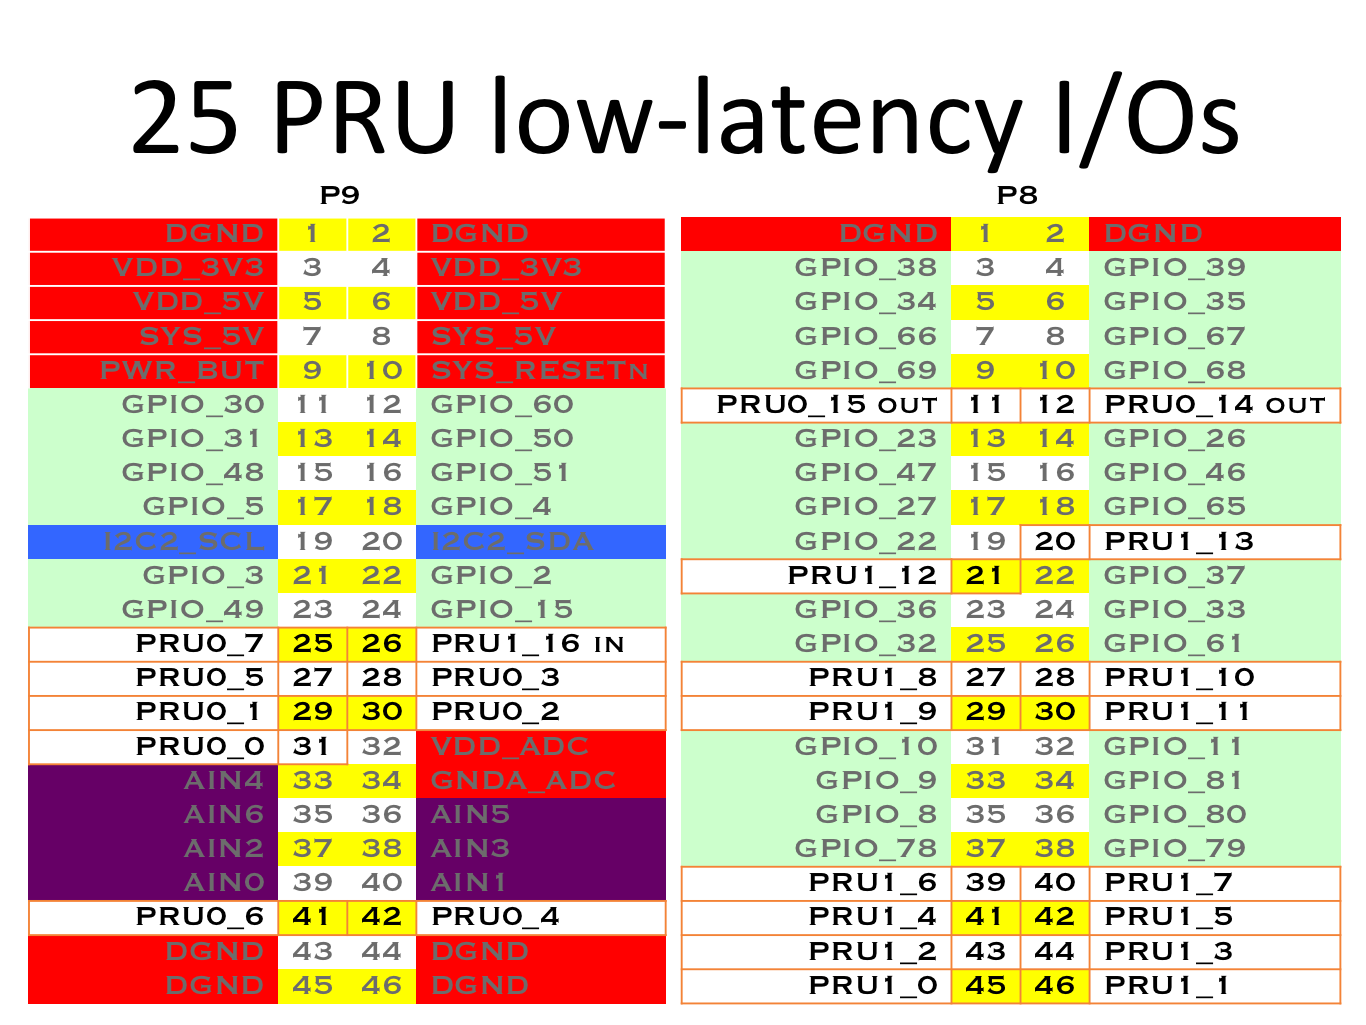 25 PRU low-latency I/Os
P9
DGND 1 2 DGND
VDD_3V3 3 4 VDD_3V3
VDD_5V 5 6 VDD_5V
SYS_5V 7 8 SYS_5V
PWR_BUT 9 10 SYS_RESETN
GPIO_30 11 12 GPIO_60
GPIO_31 13 14 GPIO_50
GPIO_48 15 16 GPIO_51
GPIO_5 17 18 GPIO_4
I2C2_SCL 19 20 I2C2_SDA
GPIO_3 21 22 GPIO_2
GPIO_49 23 24 GPIO_15
PRU0_7 25 26 PRU1_16 IN
PRU0_5 27 28 PRU0_3
PRU0_1 29 30 PRU0_2
PRU0_0 31 32 VDD_ADC
AIN4 33 34 GNDA_ADC
AIN6 35 36 AIN5
AIN2 37 38 AIN3
AIN0 39 40 AIN1
PRU0_6 41 42 PRU0_4
DGND 43 44 DGND
DGND 45 46 DGND
P8
DGND 1 2 DGND
GPIO_38 3 4 GPIO_39
GPIO_34 5 6 GPIO_35
GPIO_66 7 8 GPIO_67
GPIO_69 9 10 GPIO_68
PRU0_15 OUT 11 12 PRU0_14 OUT
GPIO_23 13 14 GPIO_26
GPIO_47 15 16 GPIO_46
GPIO_27 17 18 GPIO_65
GPIO_22 19 20 PRU1_13
PRU1_12 21 22 GPIO_37
GPIO_36 23 24 GPIO_33
GPIO_32 25 26 GPIO_61
PRU1_8 27 28 PRU1_10
PRU1_9 29 30 PRU1_11
GPIO_10 31 32 GPIO_11
GPIO_9 33 34 GPIO_81
GPIO_8 35 36 GPIO_80
GPIO_78 37 38 GPIO_79
PRU1_6 39 40 PRU1_7
PRU1_4 41 42 PRU1_5
PRU1_2 43 44 PRU1_3
PRU1_0 45 46 PRU1_1